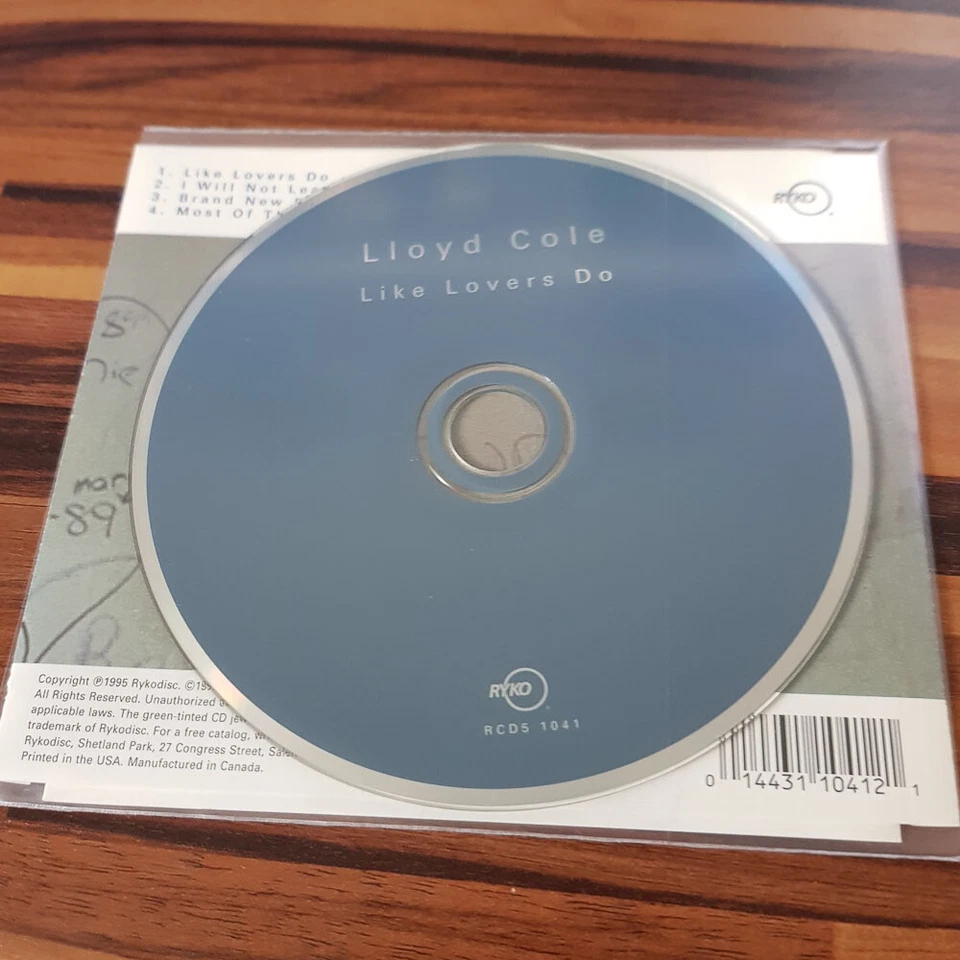 1. Like Lovers Do
2. I Will Not
3. Brand New
4. Most Of
RYKO
Lloyd Cole
Like Lovers Do
nie
-89
RYKO
RCD5 1041
Copyright ℗1995 Rykodisc.
All Rights Reserved. Unauthorized
applicable laws. The green-tinted CD
trademark of Rykodisc. For a free catalog,
Rykodisc, Shetland Park, 27 Congress Street,
Printed in the USA. Manufactured in Canada.
0 14431 10412 1